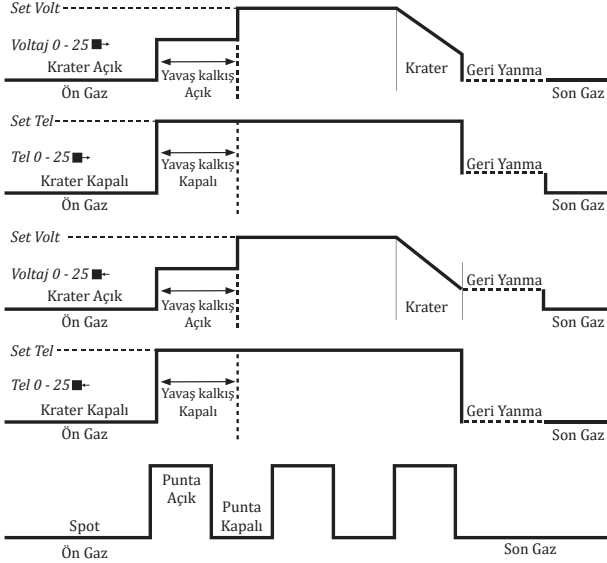 Set Volt
Voltaj 0 - 25
Krater Açık
Ön Gaz
Yavaş kalkış
Açık
Krater
Geri Yanma
Son Gaz
Set Tel
Tel 0 - 25
Krater Kapalı
Ön Gaz
Yavaş kalkış
Kapalı
Geri Yanma
Son Gaz
Set Volt
Voltaj 0 - 25
Krater Açık
Ön Gaz
Yavaş kalkış
Açık
Krater
Geri Yanma
Son Gaz
Set Tel
Tel 0 - 25
Krater Kapalı
Ön Gaz
Yavaş kalkış
Kapalı
Geri Yanma
Son Gaz
Spot
Ön Gaz
Punta
Açık
Punta
Kapalı
Son Gaz